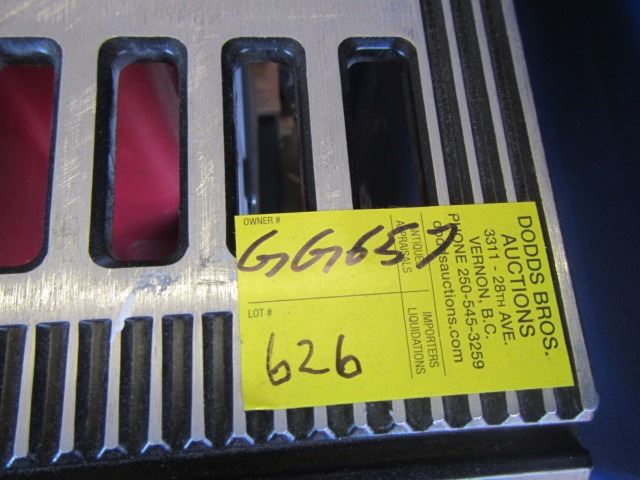 OWNER #
GG657
LOT #
626
ANTIQUE
APPRAISALS
IMPORTERS
LIQUIDATIONS
DODDS BROS.
AUCTIONS
3311 - 28TH AVE.
VERNON, B.C.
PHONE 250-545-3259
doddsauctions.com